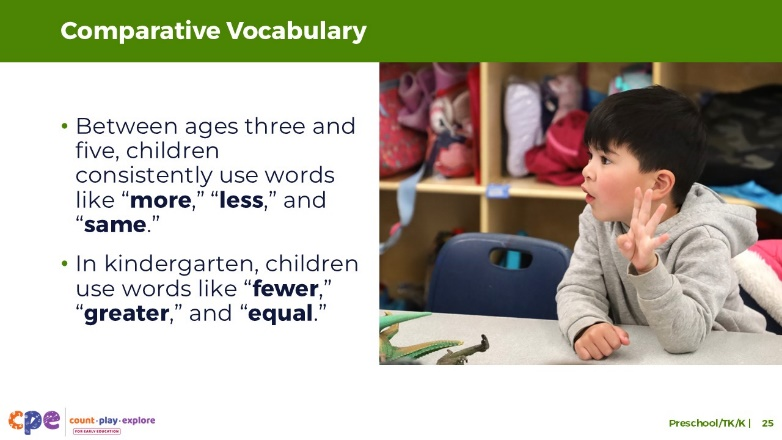 Comparative Vocabulary
• Between ages three and
five, children
consistently use words
like “more,” “less,” and
“same.”
• In kindergarten, children
use words like “fewer,”
“greater,” and “equal.”
cpe
count·play·explore
FOR EARLY EDUCATION
Preschool/TK/K | 25